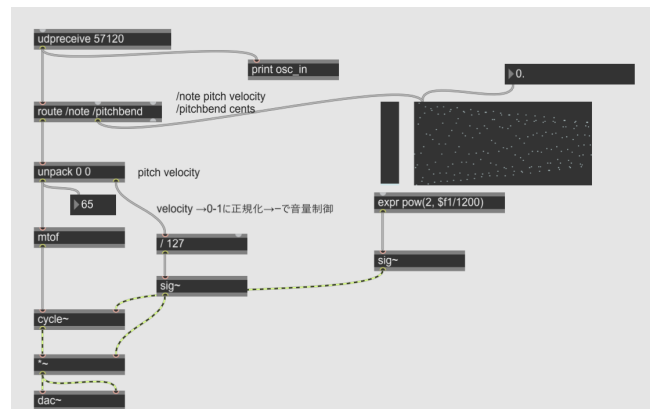 udpreceive 57120
print osc_in
0.
/note pitch velocity
/pitchbend cents
route /note /pitchbend
unpack 0 0
pitch velocity
65
velocity →0-1に正規化→~で音量制御
expr pow(2, $f1/1200)
mtof
/ 127
sig~
sig~
cycle~
*~
dac~